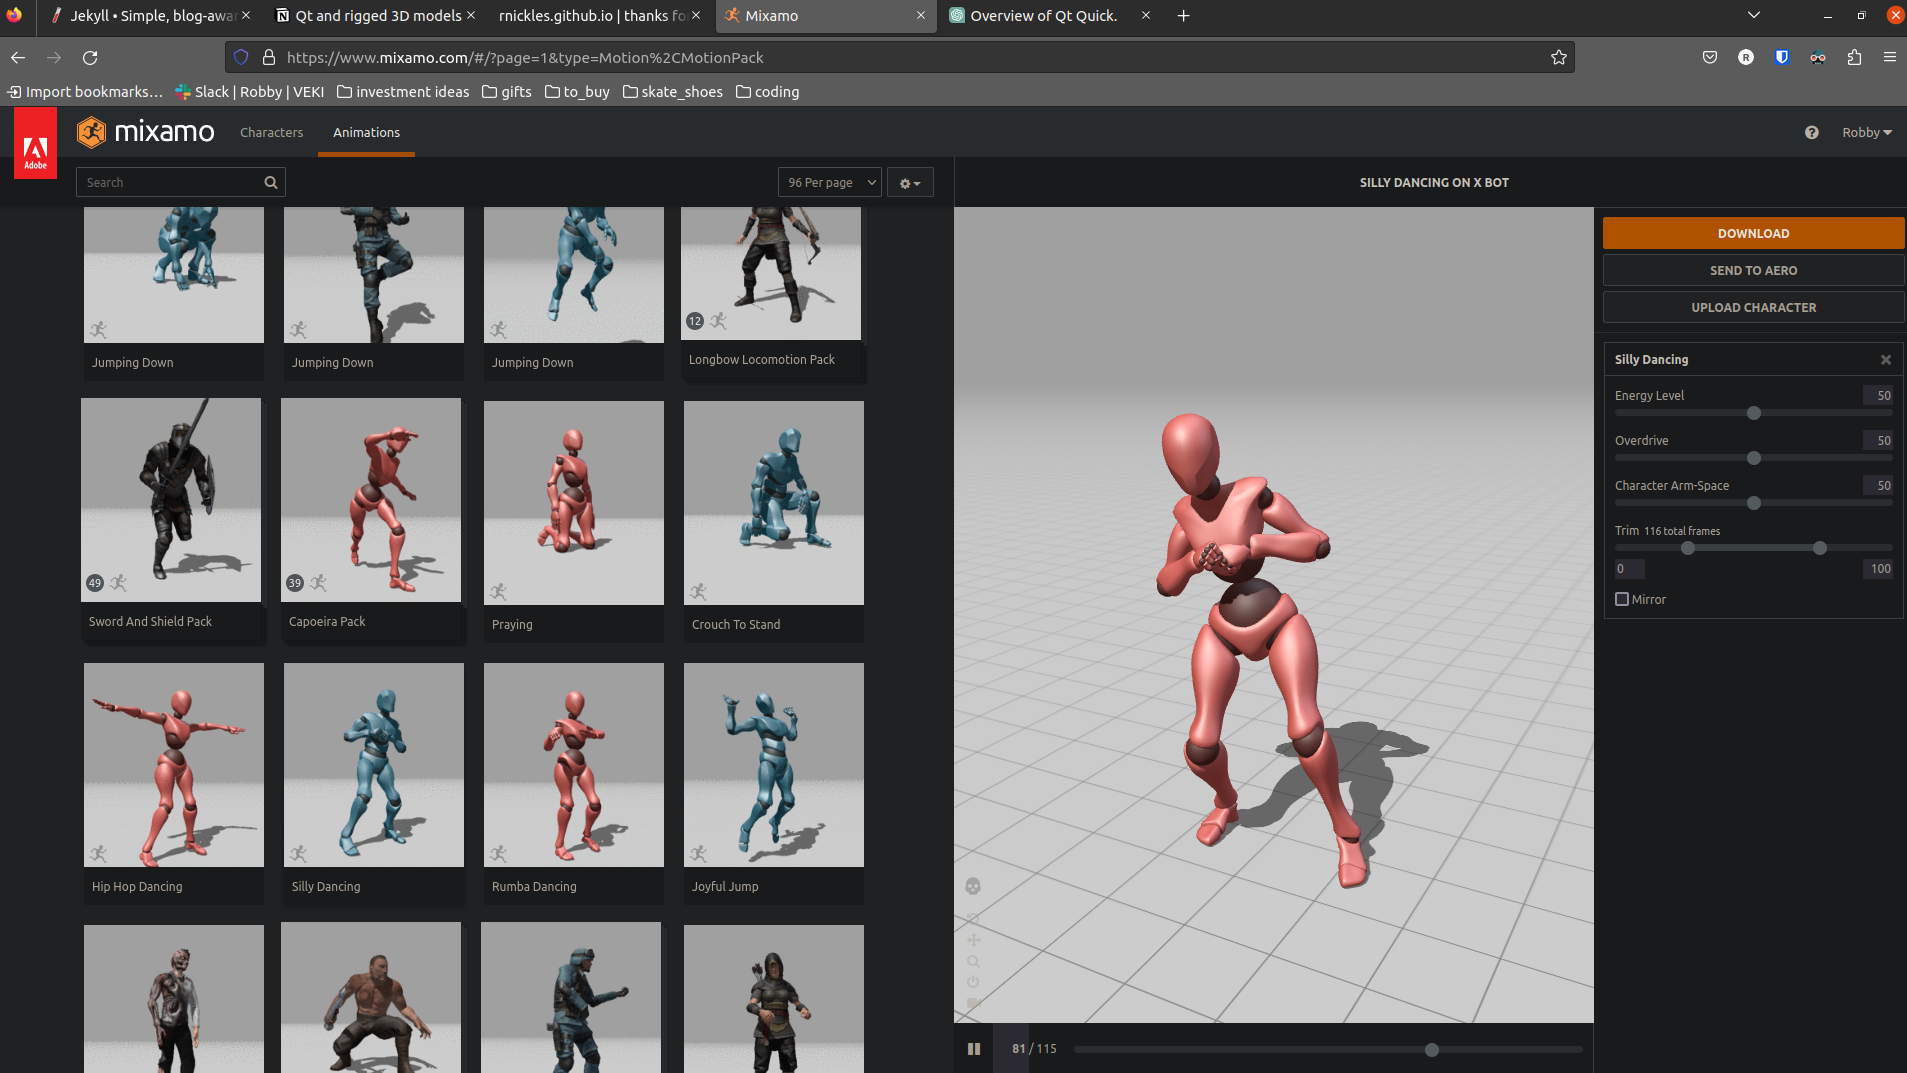 Jekyll • Simple, blog-awar
Qt and rigged 3D models
rnickles.github.io | thanks fo
Mixamo
Overview of Qt Quick.
https://www.mixamo.com/#/?page=1&type=Motion%2CMotionPack
R
Import bookmarks...
Slack | Robby | VEKI
investment ideas
gifts
to_buy
skate_shoes
coding
Adobe
mixamo
Characters
Animations
Robby
Search
96 Per page
SILLY DANCING ON X BOT
DOWNLOAD
SEND TO AERO
UPLOAD CHARACTER
12
Jumping Down
Jumping Down
Jumping Down
Longbow Locomotion Pack
Silly Dancing
Energy Level
50
Overdrive
50
Character Arm-Space
50
Trim 116 total frames
0
100
Mirror
49
39
Sword And Shield Pack
Capoeira Pack
Praying
Crouch To Stand
Hip Hop Dancing
Silly Dancing
Rumba Dancing
Joyful Jump
81 / 115